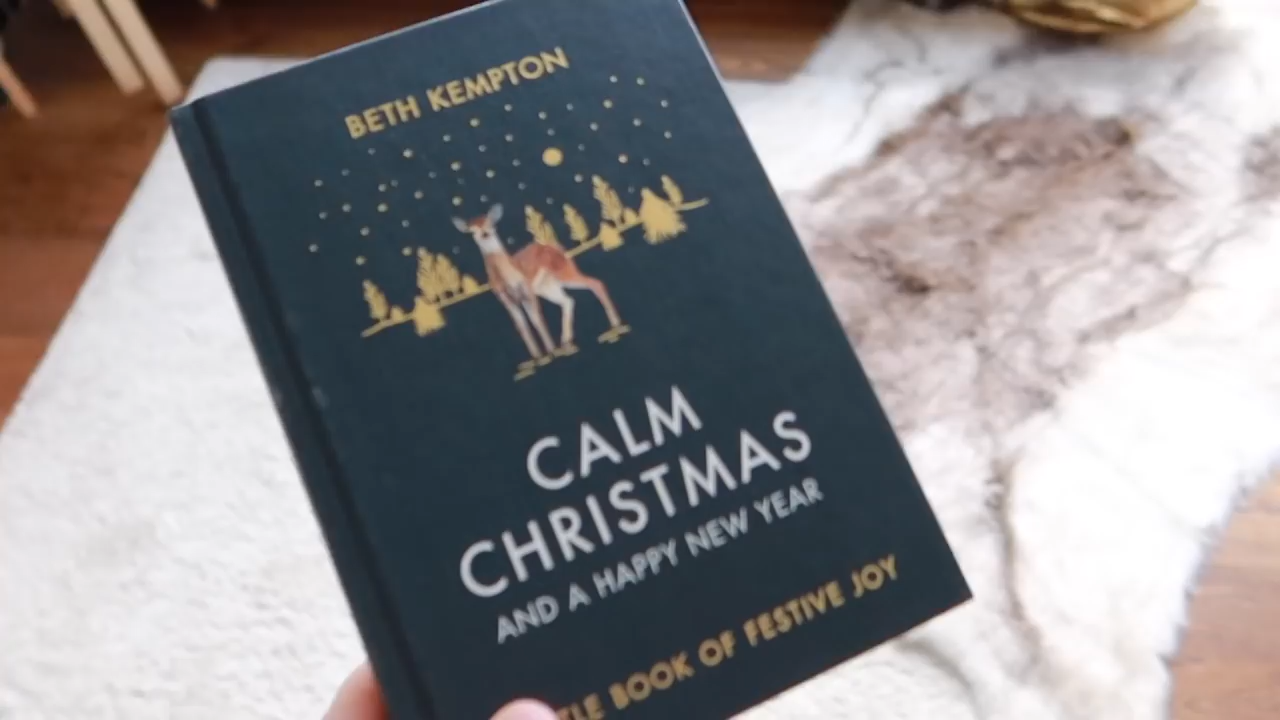 BETH KEMPTON
CALM
CHRISTMAS
AND A HAPPY NEW YEAR
BOOK OF FESTIVE JOY